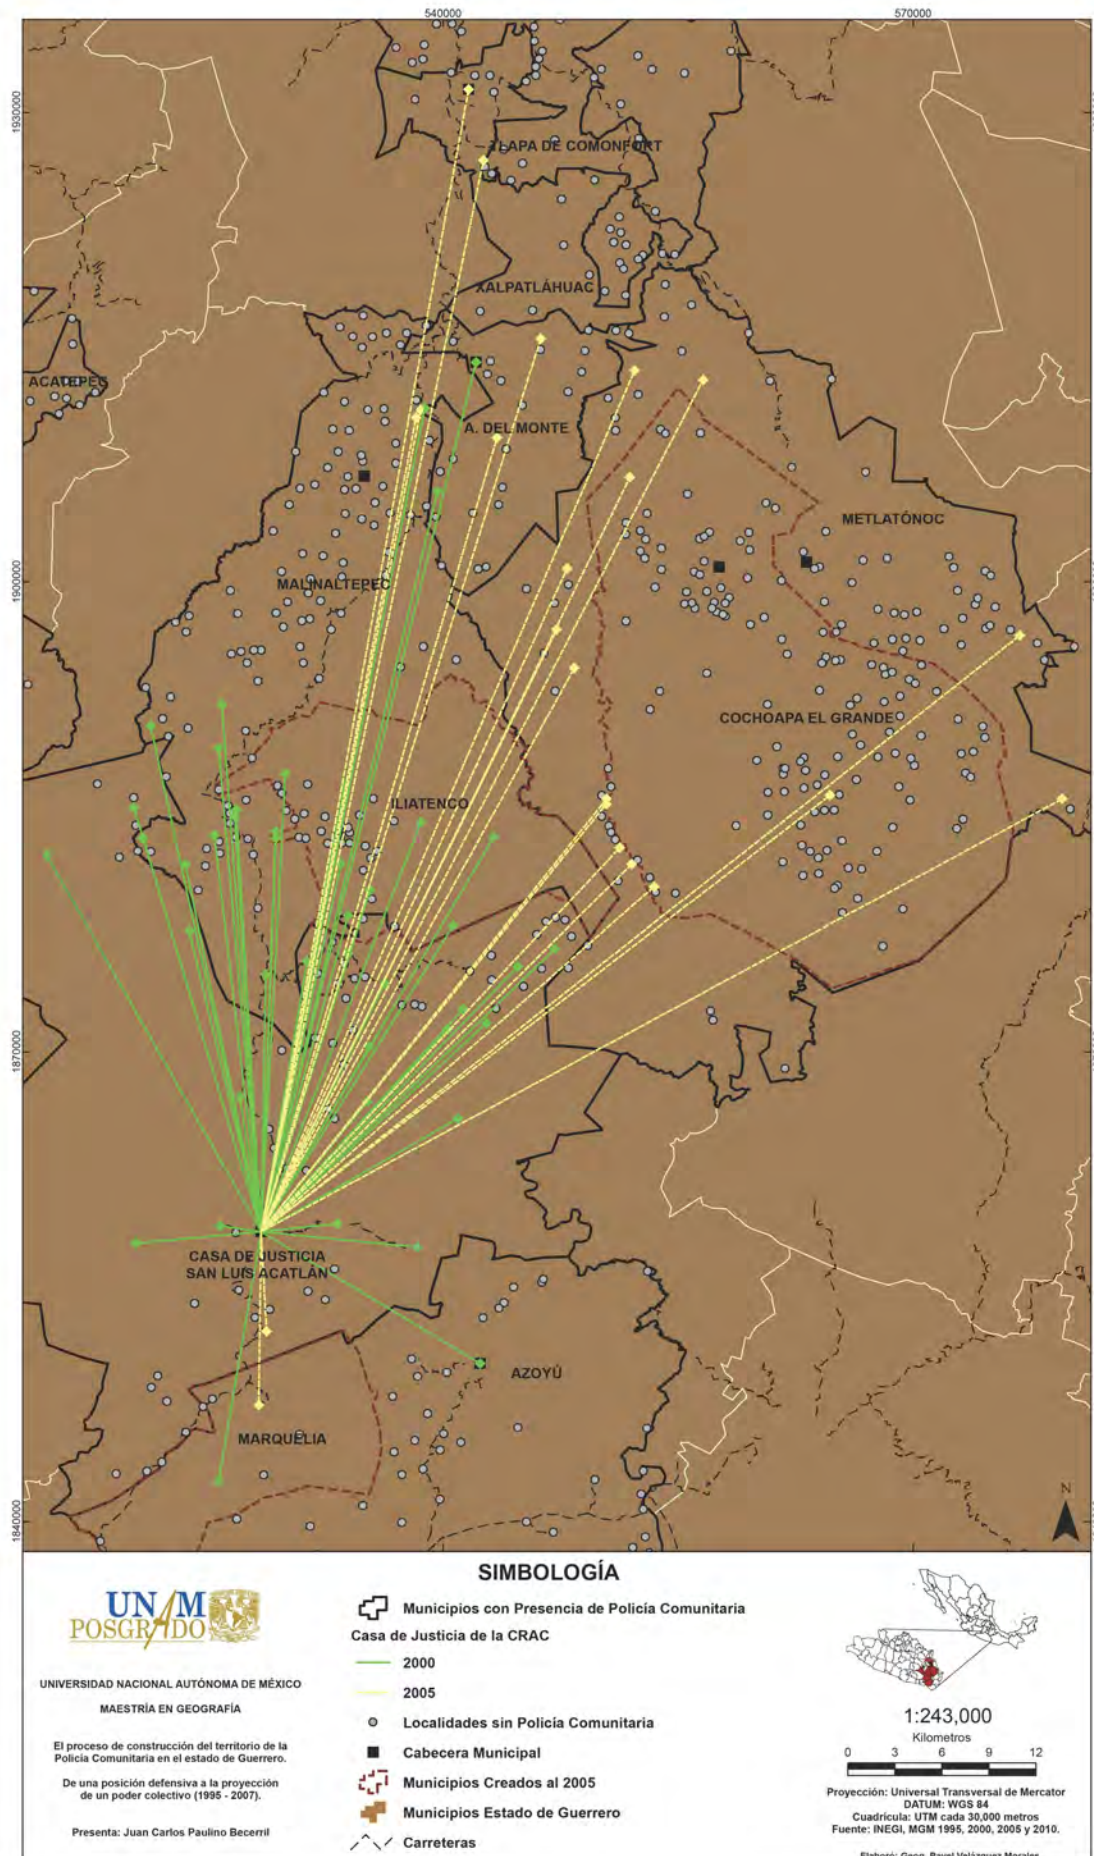 540000
570000
1930000
TLAPA DE COMONFORT
XALPATLÁHUAC
ACATEPEC
A. DEL MONTE
METLATÓNOC
1900000
MALINALTEPEC
COCHOAPA EL GRANDE
ILIATENCO
1870000
CASA DE JUSTICIA
SAN LUIS ACATLÁN
AZOYÚ
MARQUELIA
1840000
N
SIMBOLOGÍA
UNAM
POSGRADO
UNIVERSIDAD NACIONAL AUTÓNOMA DE MÉXICO
MAESTRÍA EN GEOGRAFÍA
El proceso de construcción del territorio de la
Policía Comunitaria en el estado de Guerrero.
De una posición defensiva a la proyección
de un poder colectivo (1995 - 2007).
Presenta: Juan Carlos Paulino Becerril
Municipios con Presencia de Policía Comunitaria
Casa de Justicia de la CRAC
2000
2005
Localidades sin Policía Comunitaria
Cabecera Municipal
Municipios Creados al 2005
Municipios Estado de Guerrero
Carreteras
1:243,000
Kilometros
0 3 6 9 12
Proyección: Universal Transversal de Mercator
DATUM: WGS 84
Cuadrícula: UTM cada 30,000 metros
Fuente: INEGI, MGM 1995, 2000, 2005 y 2010.
Elaboró: Geog. Pavel Velázquez Morales